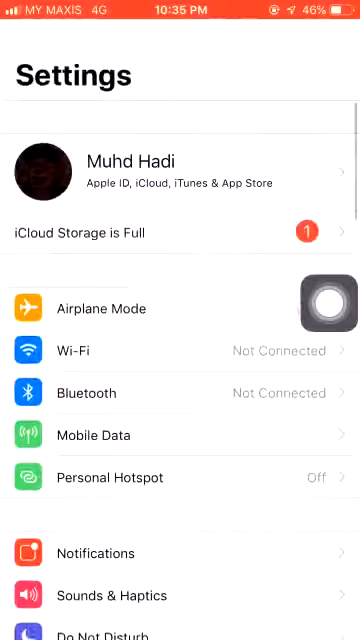 MY MAXIS 4G 10:35 PM 46%
Settings
Muhd Hadi
Apple ID, iCloud, iTunes & App Store
iCloud Storage is Full 1
Airplane Mode
Wi-Fi Not Connected
Bluetooth Not Connected
Mobile Data
Personal Hotspot Off
Notifications
Sounds & Haptics
Do Not Disturb